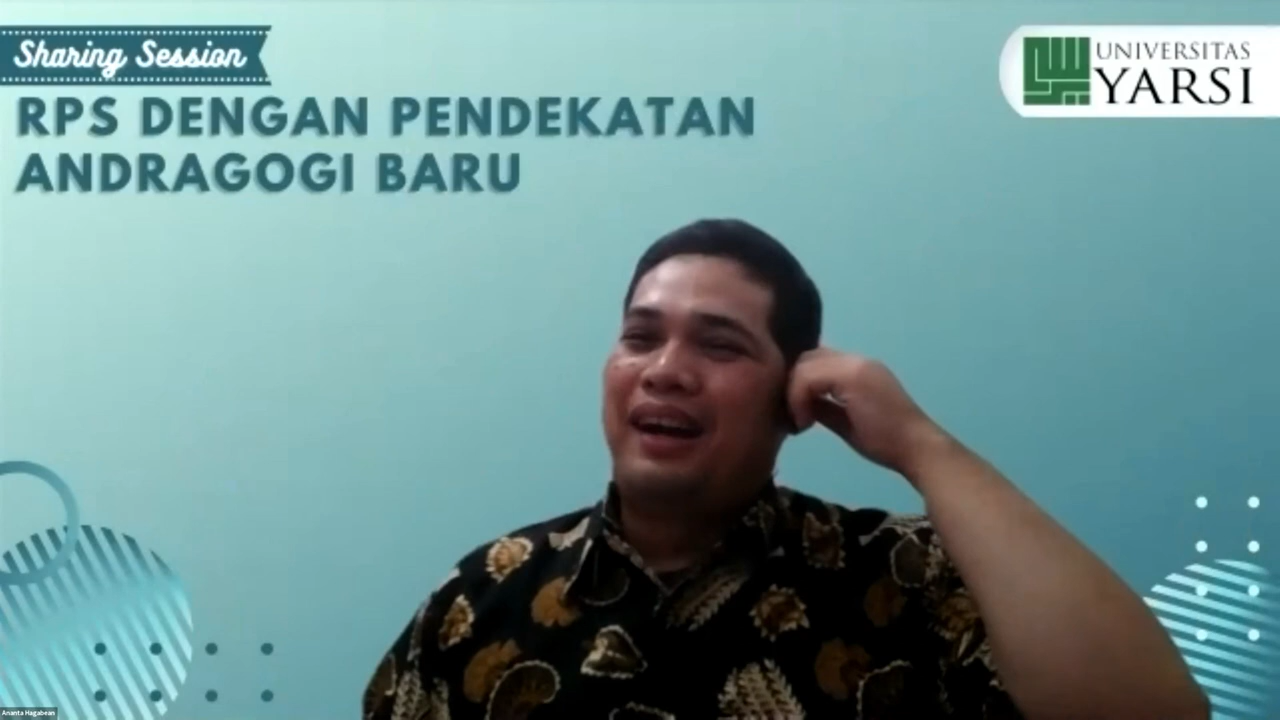 Sharing Session
RPS DENGAN PENDEKATAN
ANDRAGOGI BARU
UNIVERSITAS
YARSI
Ananta Hagabean